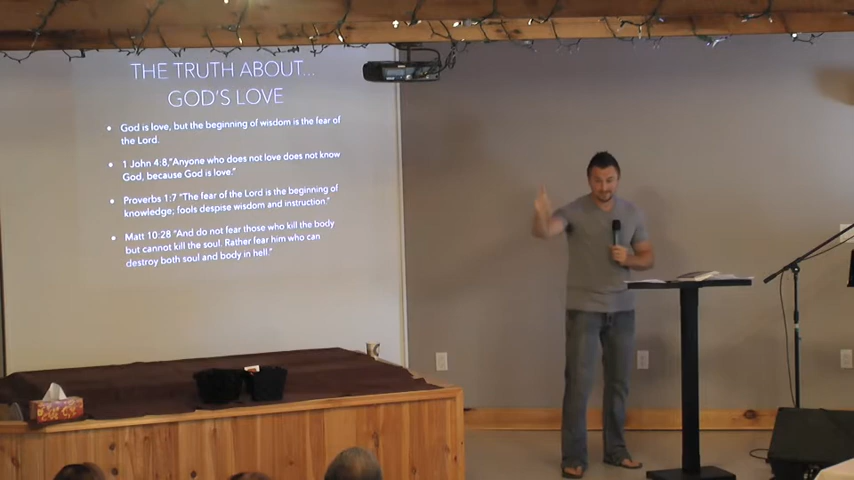 THE TRUTH ABOUT...
GOD'S LOVE
• God is love, but the beginning of wisdom is the fear of
the Lord.
• 1 John 4:8,"Anyone who does not love does not know
God, because God is love."
• Proverbs 1:7 "The fear of the Lord is the beginning of
knowledge; fools despise wisdom and instruction."
• Matt 10:28 "And do not fear those who kill the body
but cannot kill the soul. Rather fear him who can
destroy both soul and body in hell."